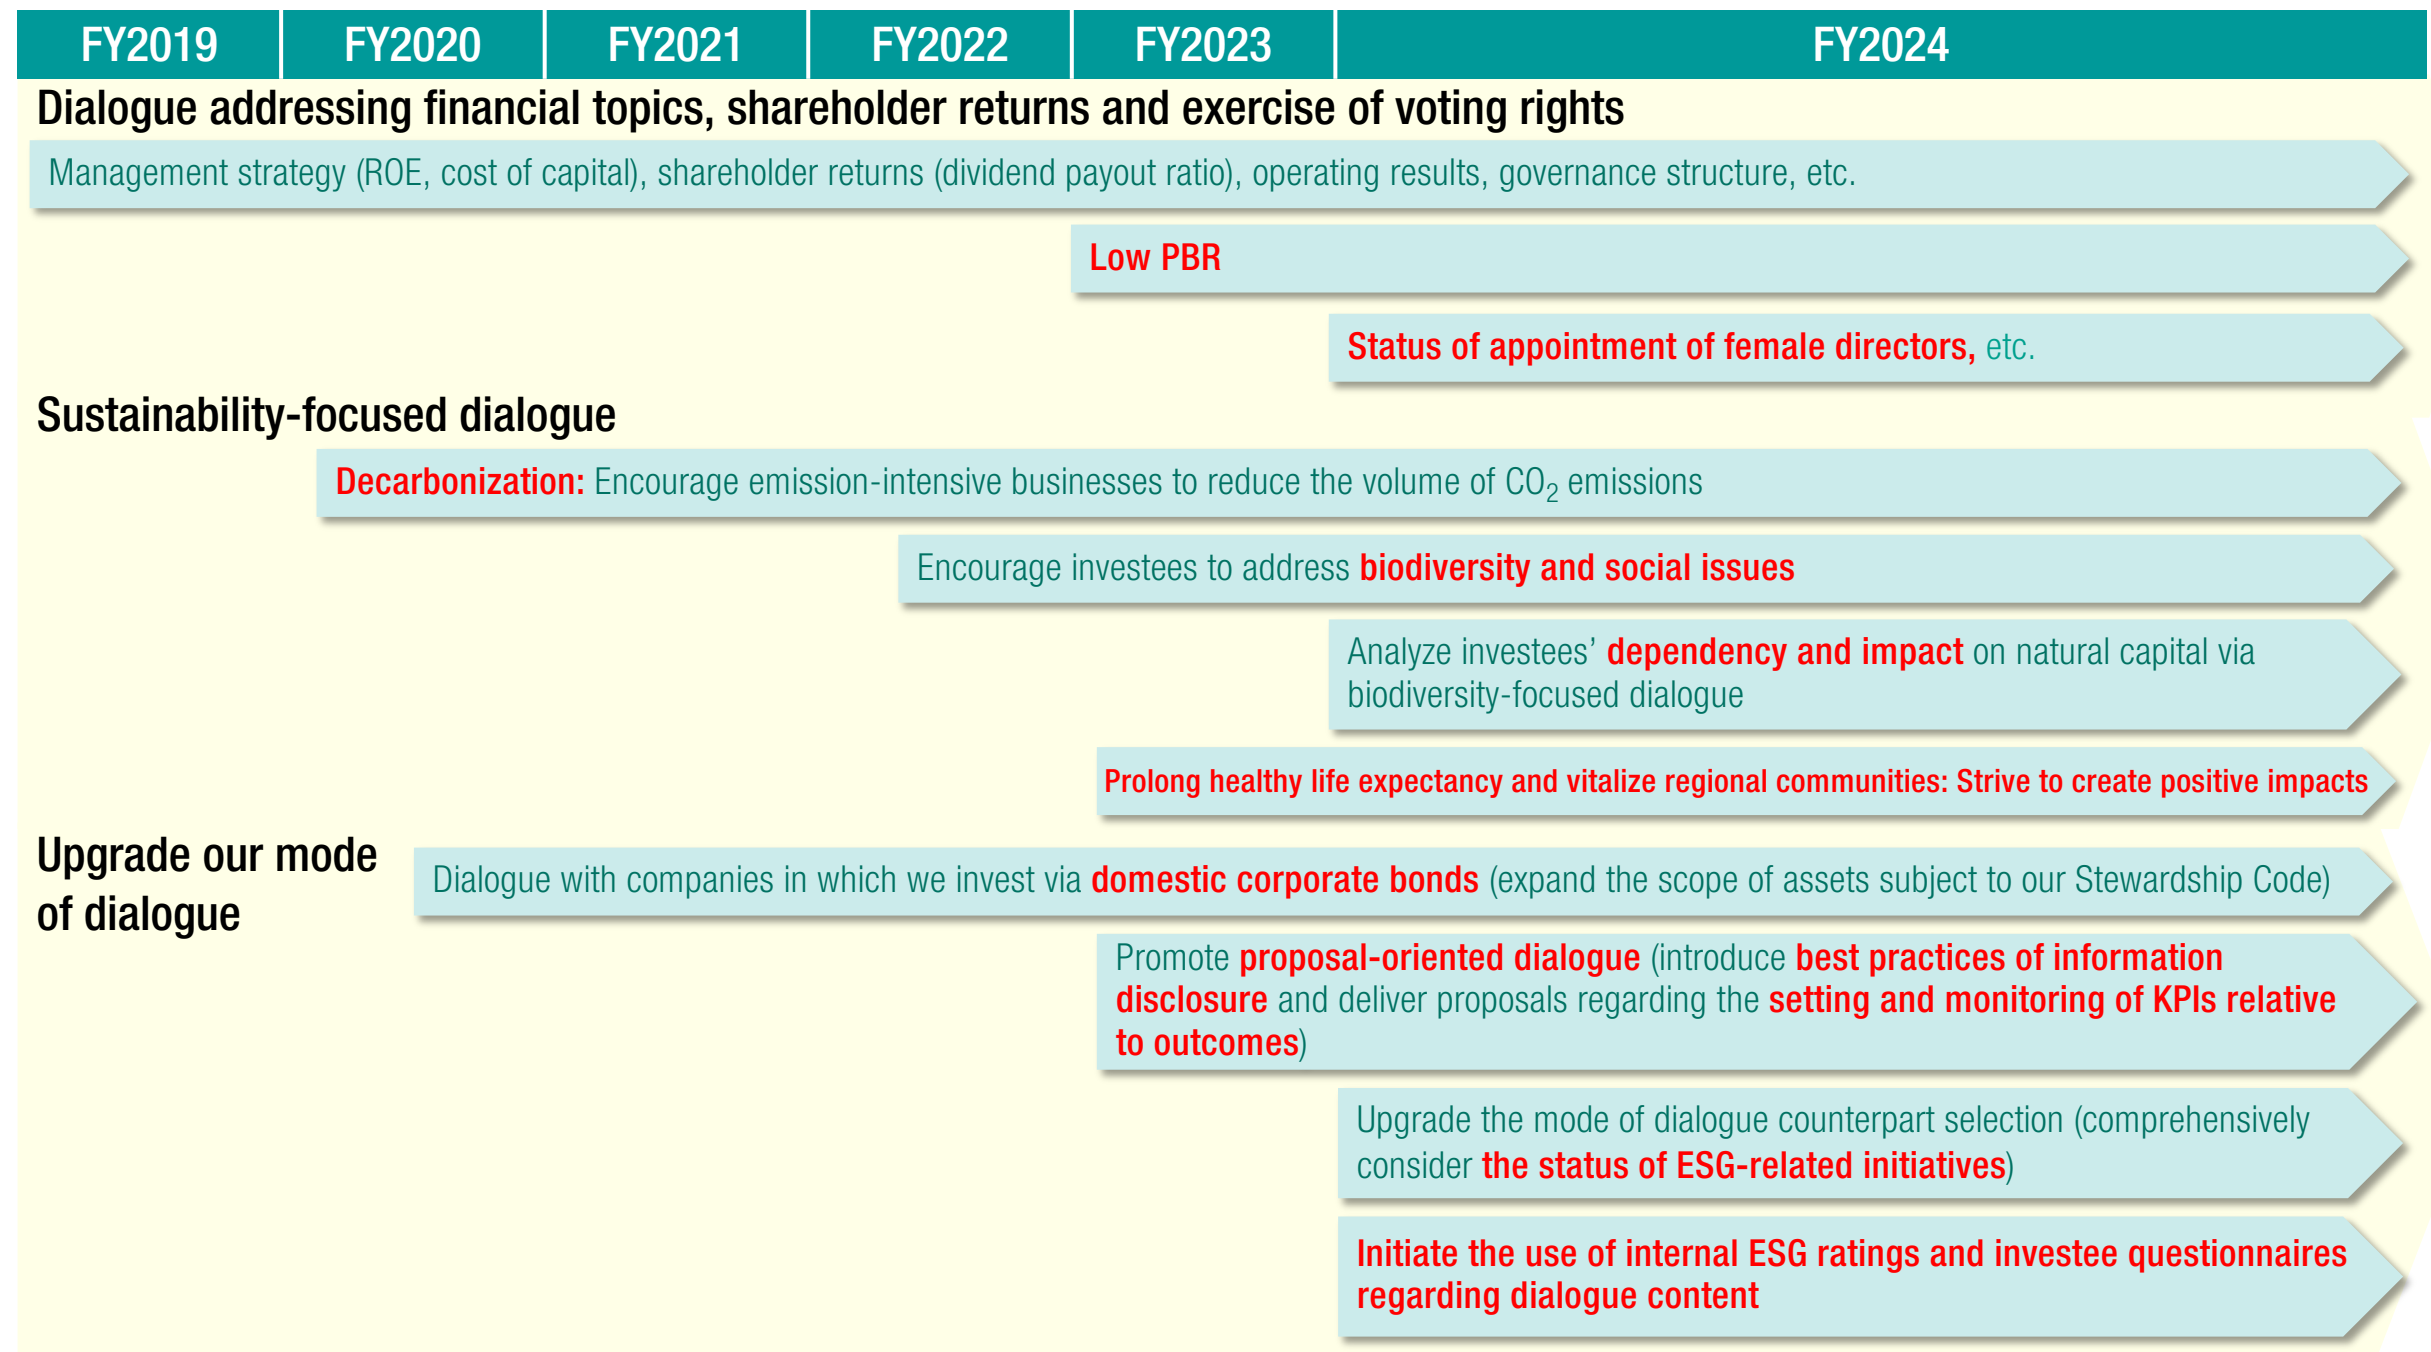 FY2019 FY2020 FY2021 FY2022 FY2023 FY2024
Dialogue addressing financial topics, shareholder returns and exercise of voting rights
Management strategy (ROE, cost of capital), shareholder returns (dividend payout ratio), operating results, governance structure, etc.
Low PBR
Status of appointment of female directors, etc.
Sustainability-focused dialogue
Decarbonization: Encourage emission-intensive businesses to reduce the volume of CO₂ emissions
Encourage investees to address biodiversity and social issues
Analyze investees’ dependency and impact on natural capital via
biodiversity-focused dialogue
Prolong healthy life expectancy and vitalize regional communities: Strive to create positive impacts
Upgrade our mode
of dialogue
Dialogue with companies in which we invest via domestic corporate bonds (expand the scope of assets subject to our Stewardship Code)
Promote proposal-oriented dialogue (introduce best practices of information
disclosure and deliver proposals regarding the setting and monitoring of KPIs relative
to outcomes)
Upgrade the mode of dialogue counterpart selection (comprehensively
consider the status of ESG-related initiatives)
Initiate the use of internal ESG ratings and investee questionnaires
regarding dialogue content